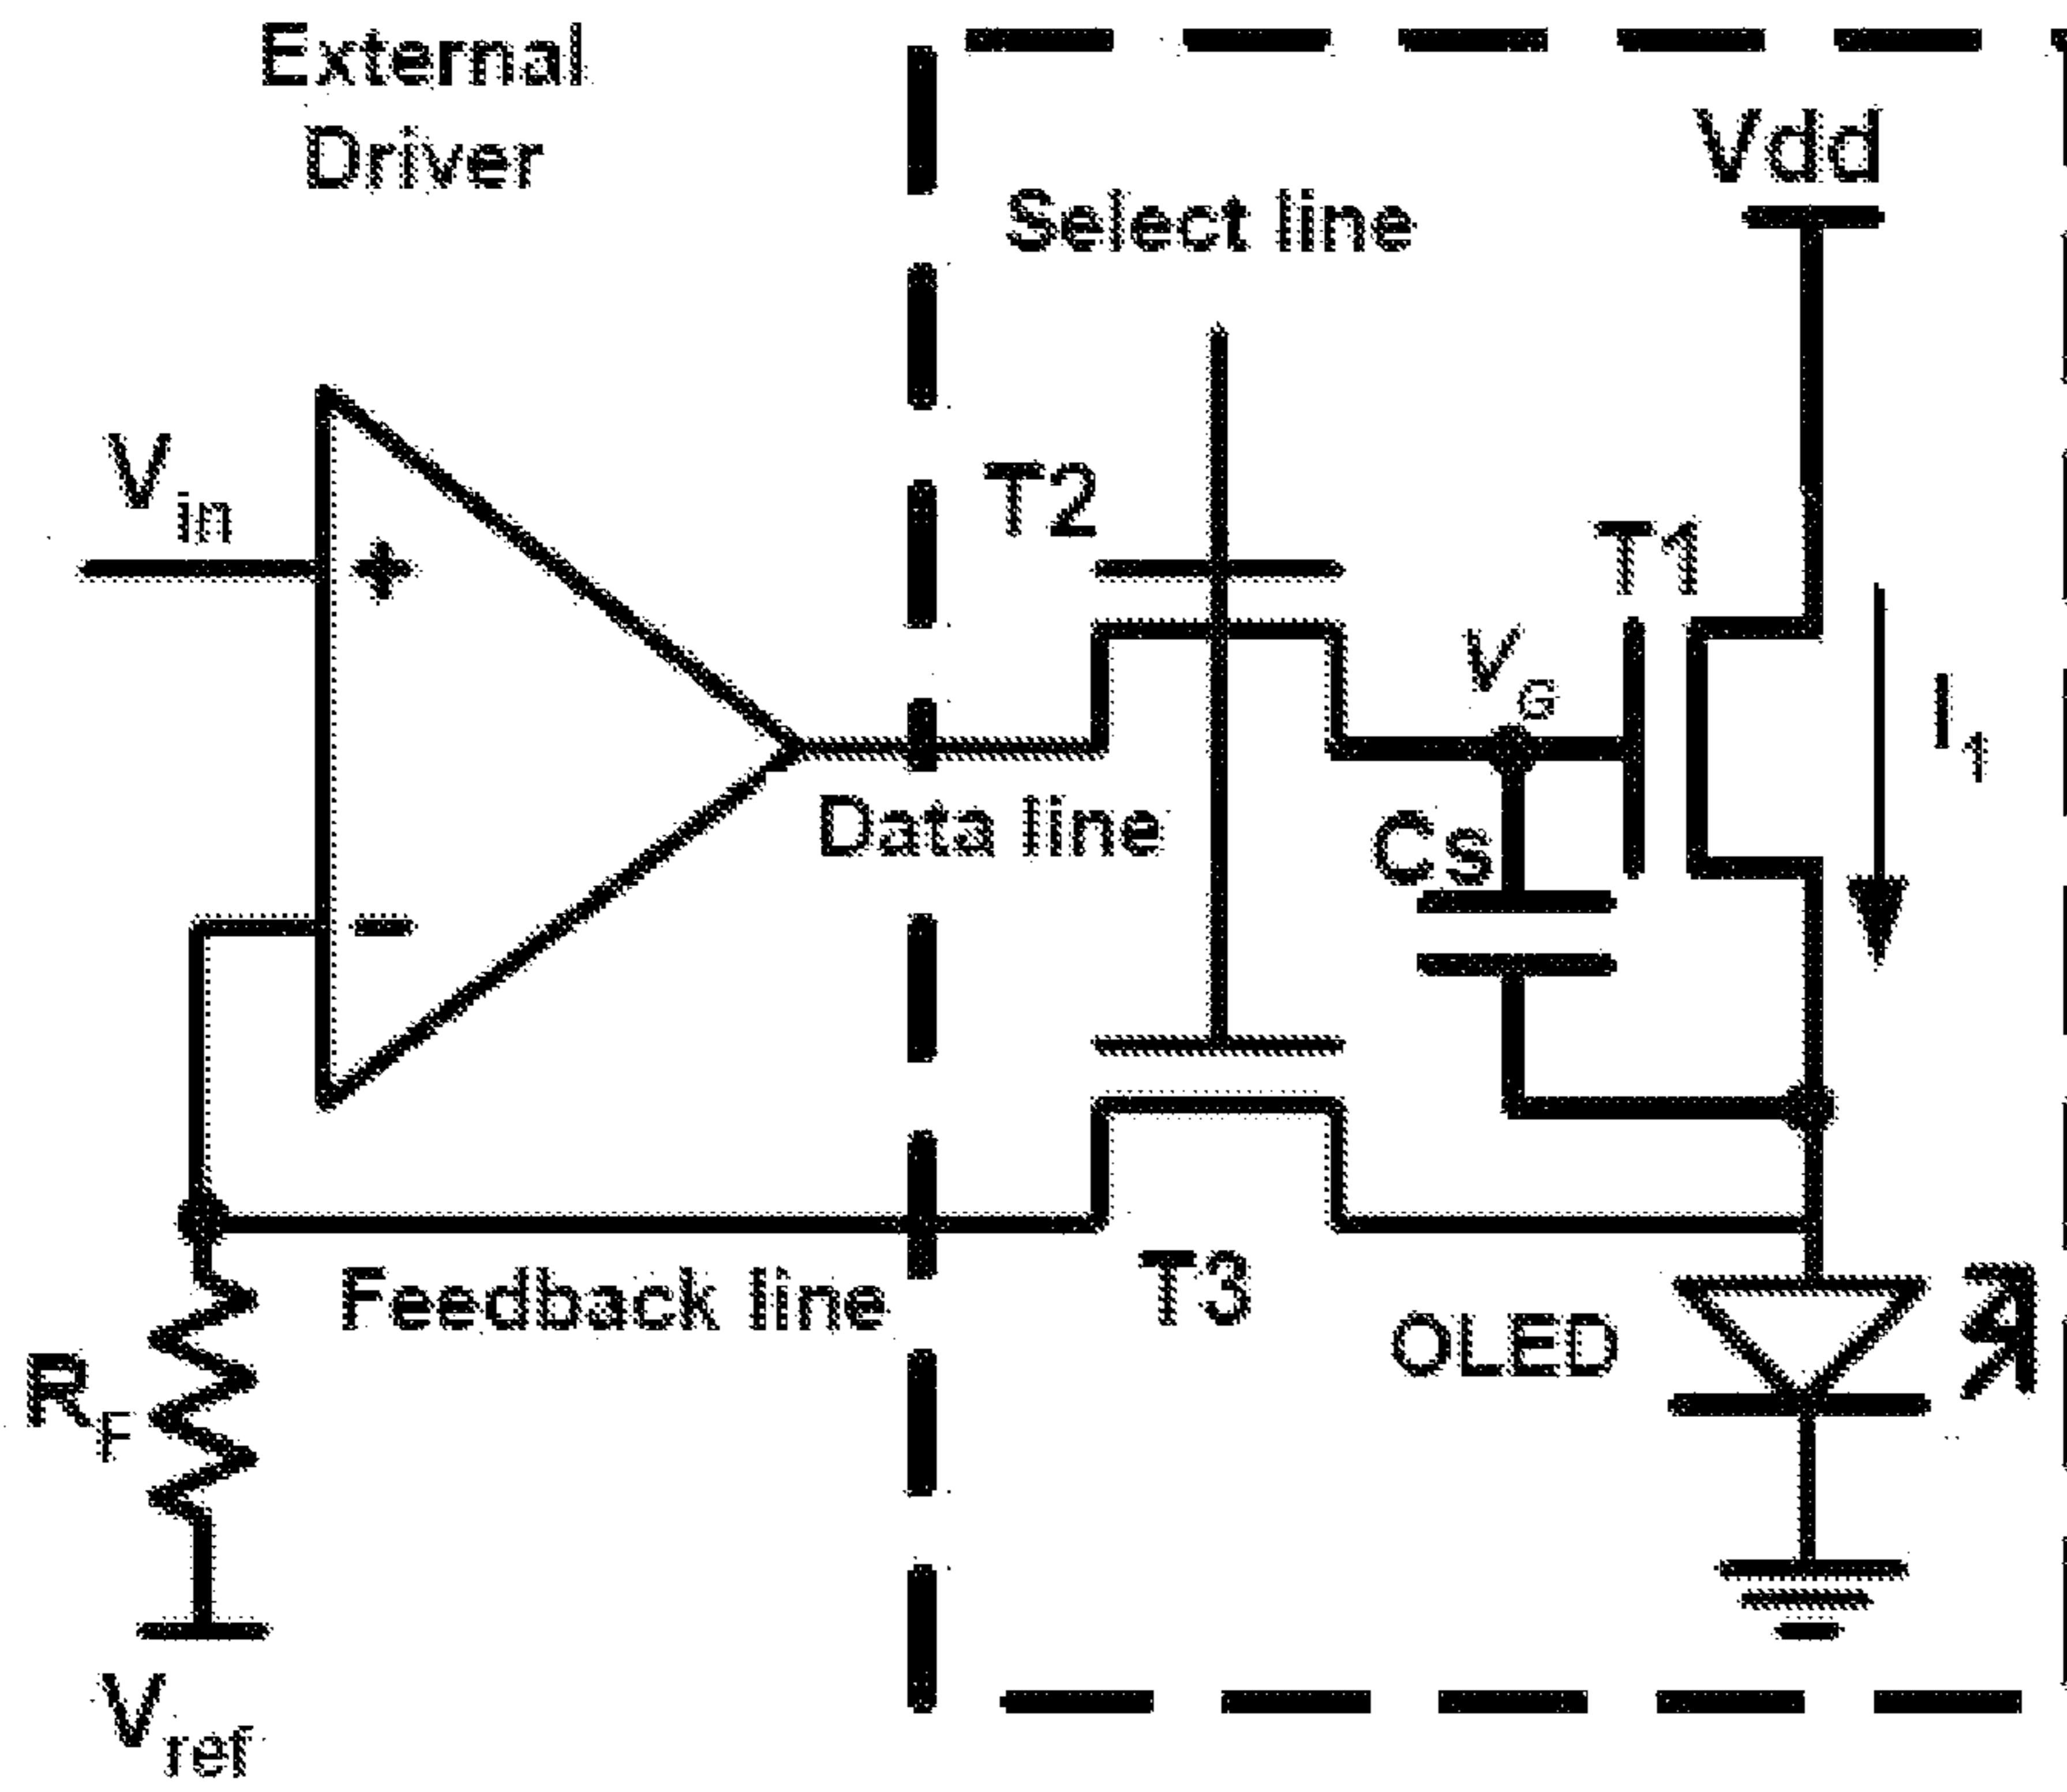 External
Driver
Vdd
Select line
Vin
+
T2
T1
VG
I1
Data line
Cs
-
Feedback line
T3
OLED
RF
Vref